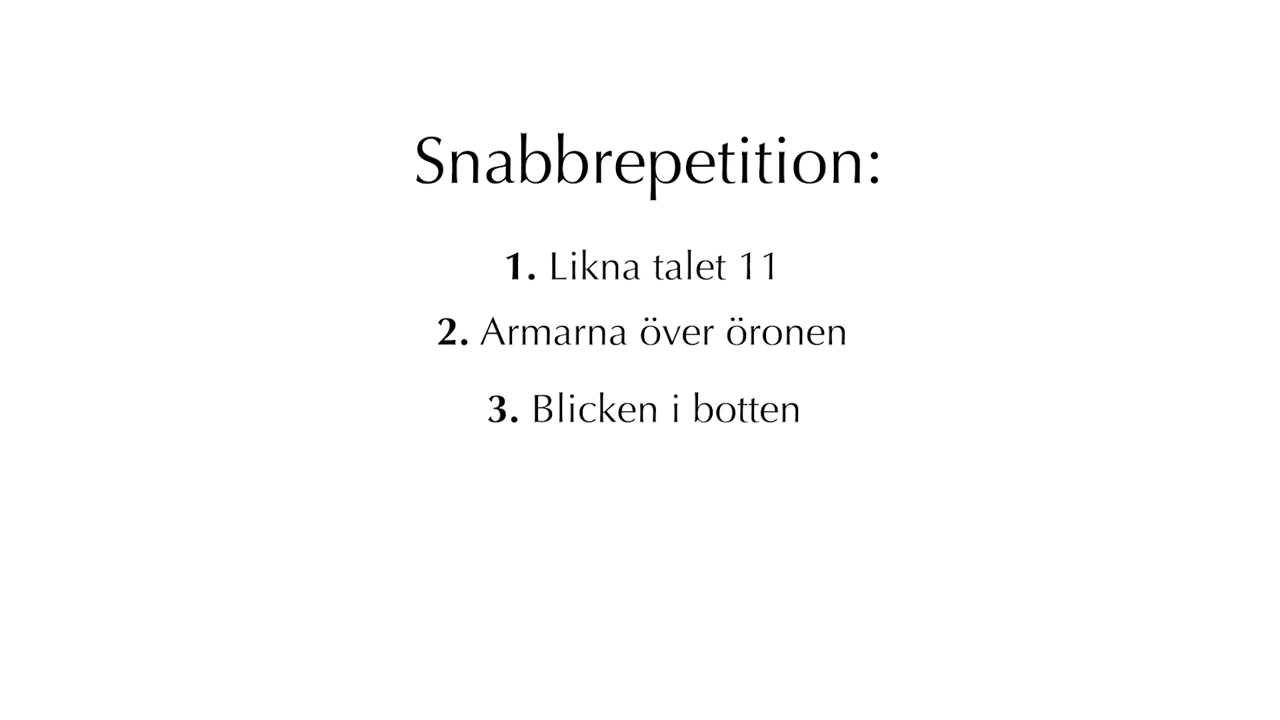 Snabbrepetition:
1. Likna talet 11
2. Armarna över öronen
3. Blicken i botten